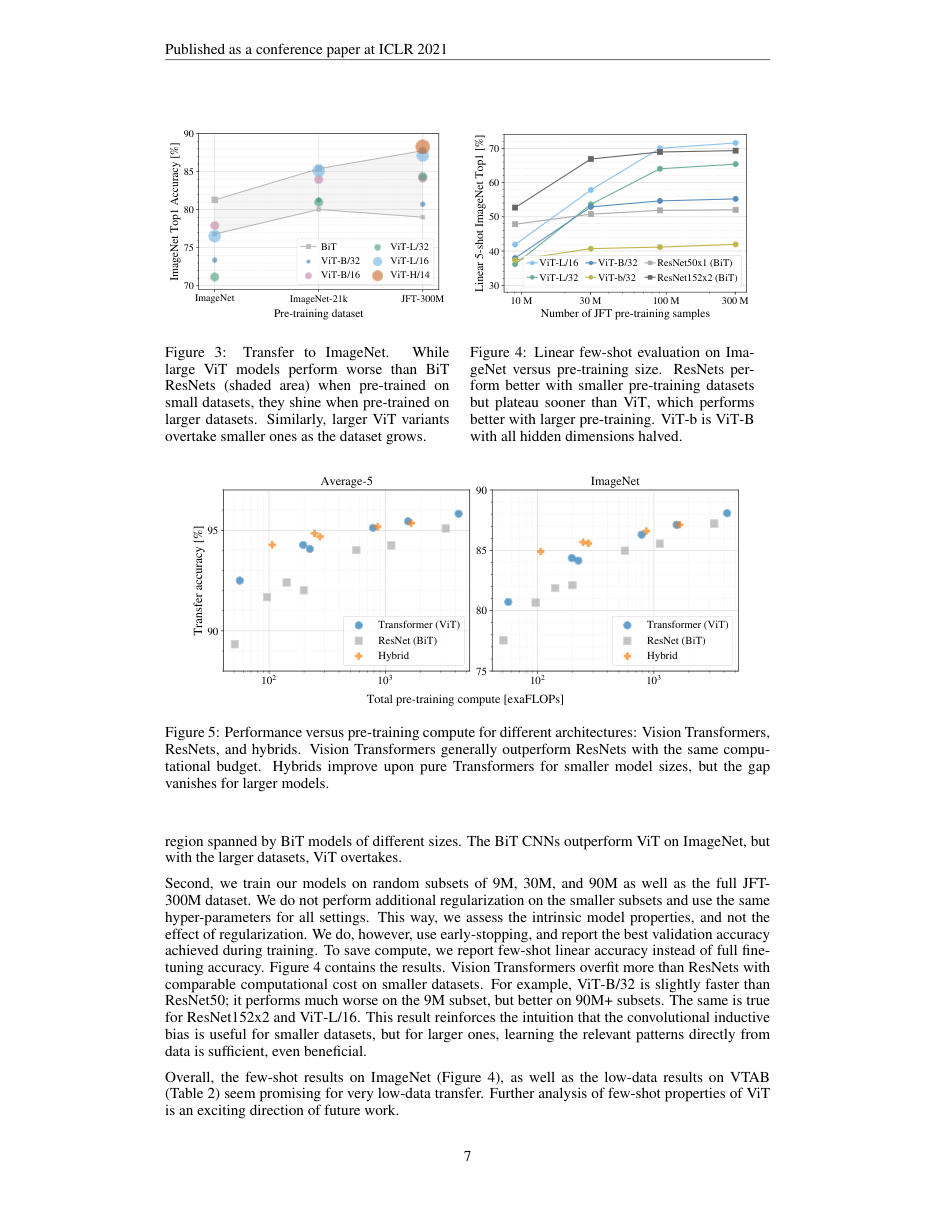 Published as a conference paper at ICLR 2021
90
85
80
75
70
ImageNet Top1 Accuracy [%]
BiT
ViT-B/32
ViT-B/16
ViT-L/32
ViT-L/16
ViT-H/14
ImageNet
ImageNet-21k
JFT-300M
Pre-training dataset
70
60
50
40
30
Linear 5-shot ImageNet Top1 [%]
ViT-L/16
ViT-B/32
ResNet50x1 (BiT)
ViT-L/32
ViT-b/32
ResNet152x2 (BiT)
10 M
30 M
100 M
300 M
Number of JFT pre-training samples
Figure 3: Transfer to ImageNet. While
large ViT models perform worse than BiT
ResNets (shaded area) when pre-trained on
small datasets, they shine when pre-trained on
larger datasets. Similarly, larger ViT variants
overtake smaller ones as the dataset grows.
Figure 4: Linear few-shot evaluation on Ima-
geNet versus pre-training size. ResNets per-
form better with smaller pre-training datasets
but plateau sooner than ViT, which performs
better with larger pre-training. ViT-b is ViT-B
with all hidden dimensions halved.
Average-5
95
90
Transfer accuracy [%]
Transformer (ViT)
ResNet (BiT)
Hybrid
10²
10³
ImageNet
90
85
80
75
Transformer (ViT)
ResNet (BiT)
Hybrid
10²
10³
Total pre-training compute [exaFLOPs]
Figure 5: Performance versus pre-training compute for different architectures: Vision Transformers,
ResNets, and hybrids. Vision Transformers generally outperform ResNets with the same compu-
tational budget. Hybrids improve upon pure Transformers for smaller model sizes, but the gap
vanishes for larger models.
region spanned by BiT models of different sizes. The BiT CNNs outperform ViT on ImageNet, but
with the larger datasets, ViT overtakes.
Second, we train our models on random subsets of 9M, 30M, and 90M as well as the full JFT-
300M dataset. We do not perform additional regularization on the smaller subsets and use the same
hyper-parameters for all settings. This way, we assess the intrinsic model properties, and not the
effect of regularization. We do, however, use early-stopping, and report the best validation accuracy
achieved during training. To save compute, we report few-shot linear accuracy instead of full fine-
tuning accuracy. Figure 4 contains the results. Vision Transformers overfit more than ResNets with
comparable computational cost on smaller datasets. For example, ViT-B/32 is slightly faster than
ResNet50; it performs much worse on the 9M subset, but better on 90M+ subsets. The same is true
for ResNet152x2 and ViT-L/16. This result reinforces the intuition that the convolutional inductive
bias is useful for smaller datasets, but for larger ones, learning the relevant patterns directly from
data is sufficient, even beneficial.
Overall, the few-shot results on ImageNet (Figure 4), as well as the low-data results on VTAB
(Table 2) seem promising for very low-data transfer. Further analysis of few-shot properties of ViT
is an exciting direction of future work.
7